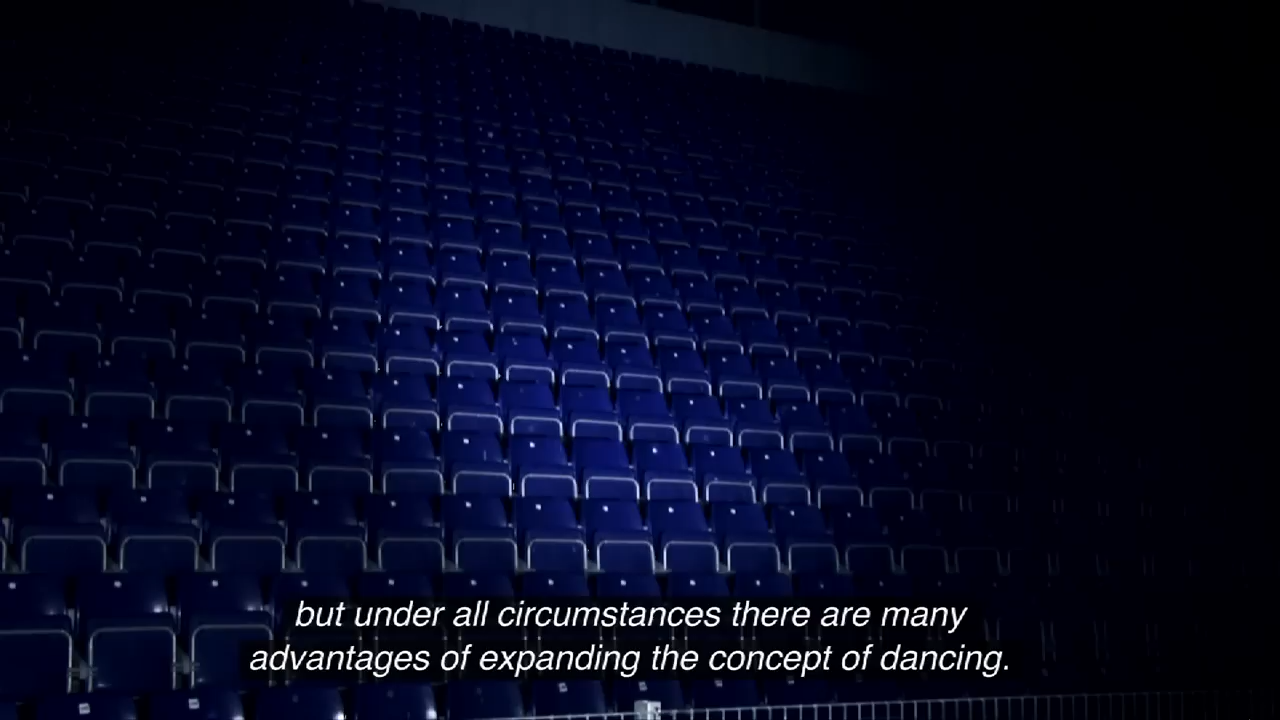 but under all circumstances there are many
advantages of expanding the concept of dancing.